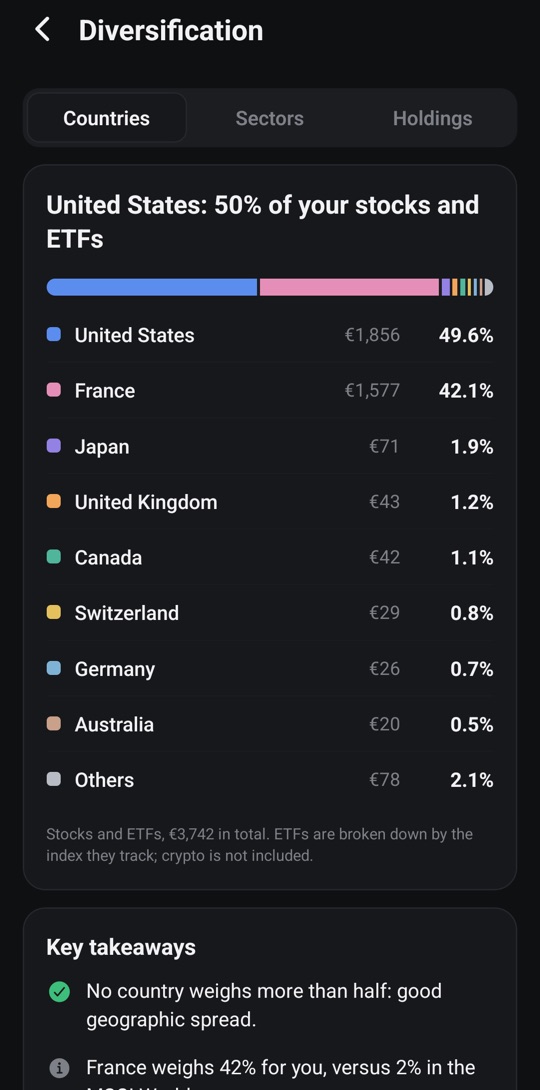 Diversification
Countries
Sectors
Holdings
United States: 50% of your stocks and
ETFs
United States €1,856 49.6%
France €1,577 42.1%
Japan €71 1.9%
United Kingdom €43 1.2%
Canada €42 1.1%
Switzerland €29 0.8%
Germany €26 0.7%
Australia €20 0.5%
Others €78 2.1%
Stocks and ETFs, €3,742 in total. ETFs are broken down by the
index they track; crypto is not included.
Key takeaways
No country weighs more than half: good
geographic spread.
France weighs 42% for you, versus 2% in the